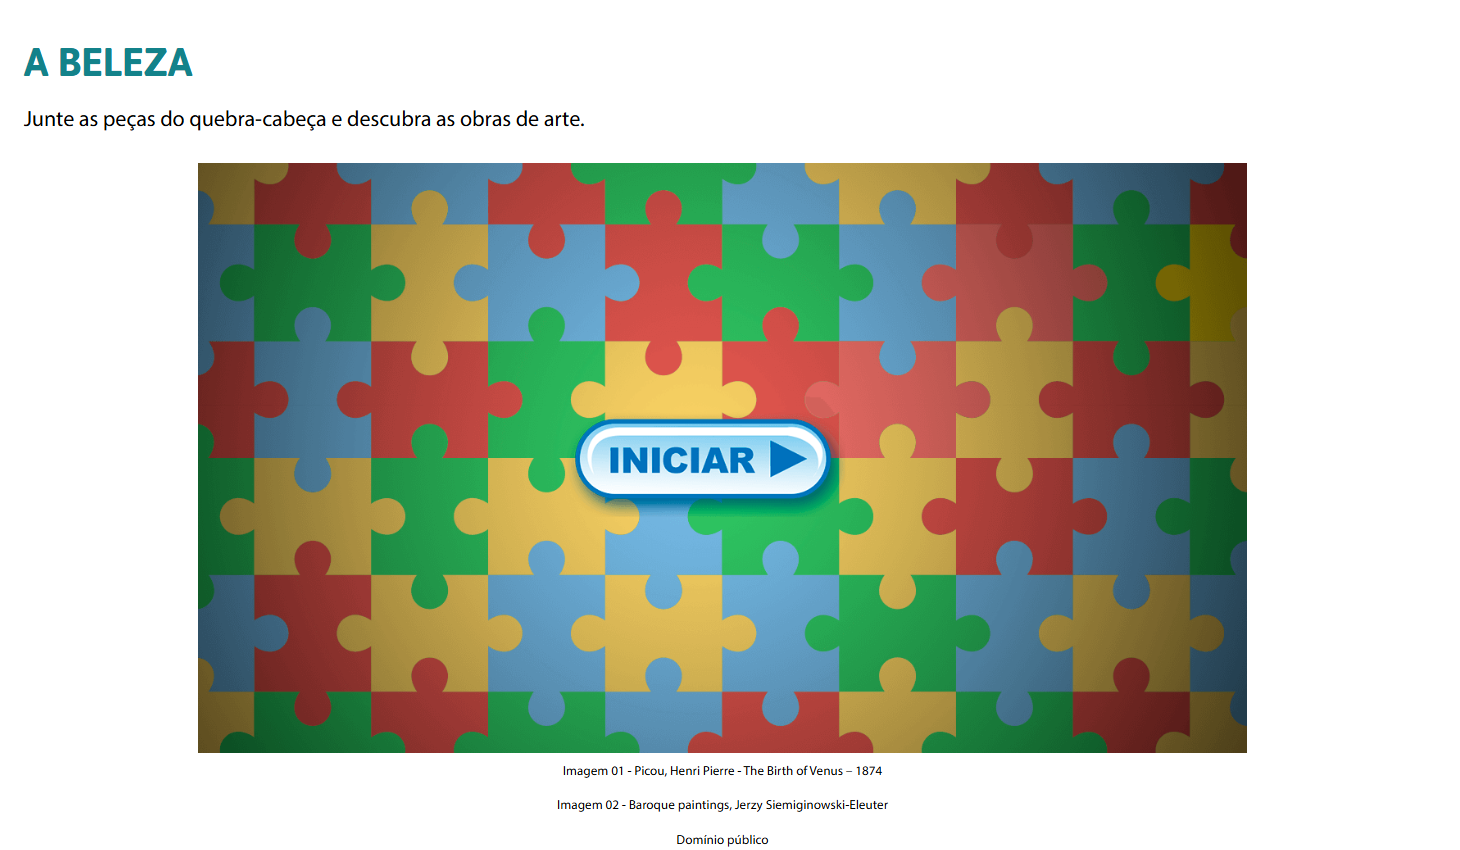 A BELEZA
Junte as peças do quebra-cabeça e descubra as obras de arte.
INICIAR
Imagem 01 - Picou, Henri Pierre - The Birth of Venus – 1874
Imagem 02 - Baroque paintings, Jerzy Siemiginowski-Eleuter
Domínio público